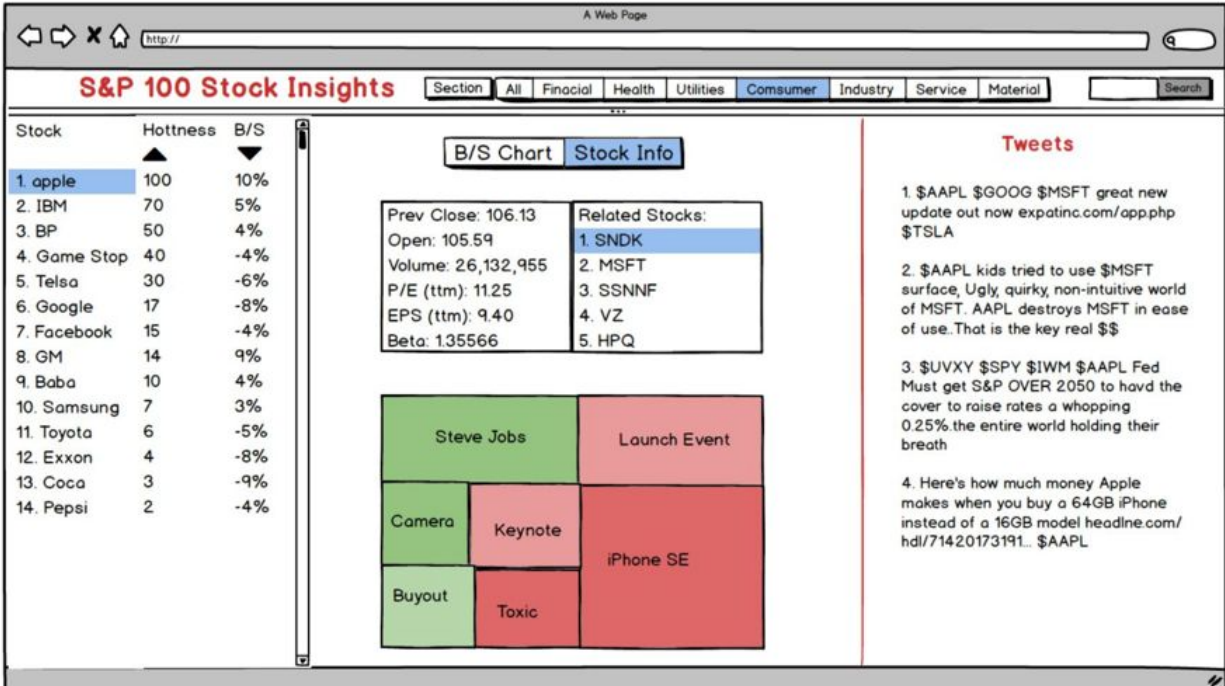 A Web Page
http://
S&P 100 Stock Insights
Section All Finacial Health Utilities Comsumer Industry Service Material Search
Stock Hottness B/S
1. apple 100 10%
2. IBM 70 5%
3. BP 50 4%
4. Game Stop 40 -4%
5. Telsa 30 -6%
6. Google 17 -8%
7. Facebook 15 -4%
8. GM 14 9%
9. Baba 10 4%
10. Samsung 7 3%
11. Toyota 6 -5%
12. Exxon 4 -8%
13. Coca 3 -9%
14. Pepsi 2 -4%
B/S Chart Stock Info
Prev Close: 106.13
Open: 105.59
Volume: 26,132,955
P/E (ttm): 11.25
EPS (ttm): 9.40
Beta: 1.35566
Related Stocks:
1. SNDK
2. MSFT
3. SSNNF
4. VZ
5. HPQ
Steve Jobs
Launch Event
Camera
Keynote
iPhone SE
Buyout
Toxic
Tweets
1. $AAPL $GOOG $MSFT great new
update out now expatinc.com/app.php
$TSLA
2. $AAPL kids tried to use $MSFT
surface, Ugly, quirky, non-intuitive world
of MSFT. AAPL destroys MSFT in ease
of use..That is the key real $$
3. $UVXY $SPY $IWM $AAPL Fed
Must get S&P OVER 2050 to havd the
cover to raise rates a whopping
0.25%.the entire world holding their
breath
4. Here's how much money Apple
makes when you buy a 64GB iPhone
instead of a 16GB model headlne.com/
hdl/71420173191... $AAPL